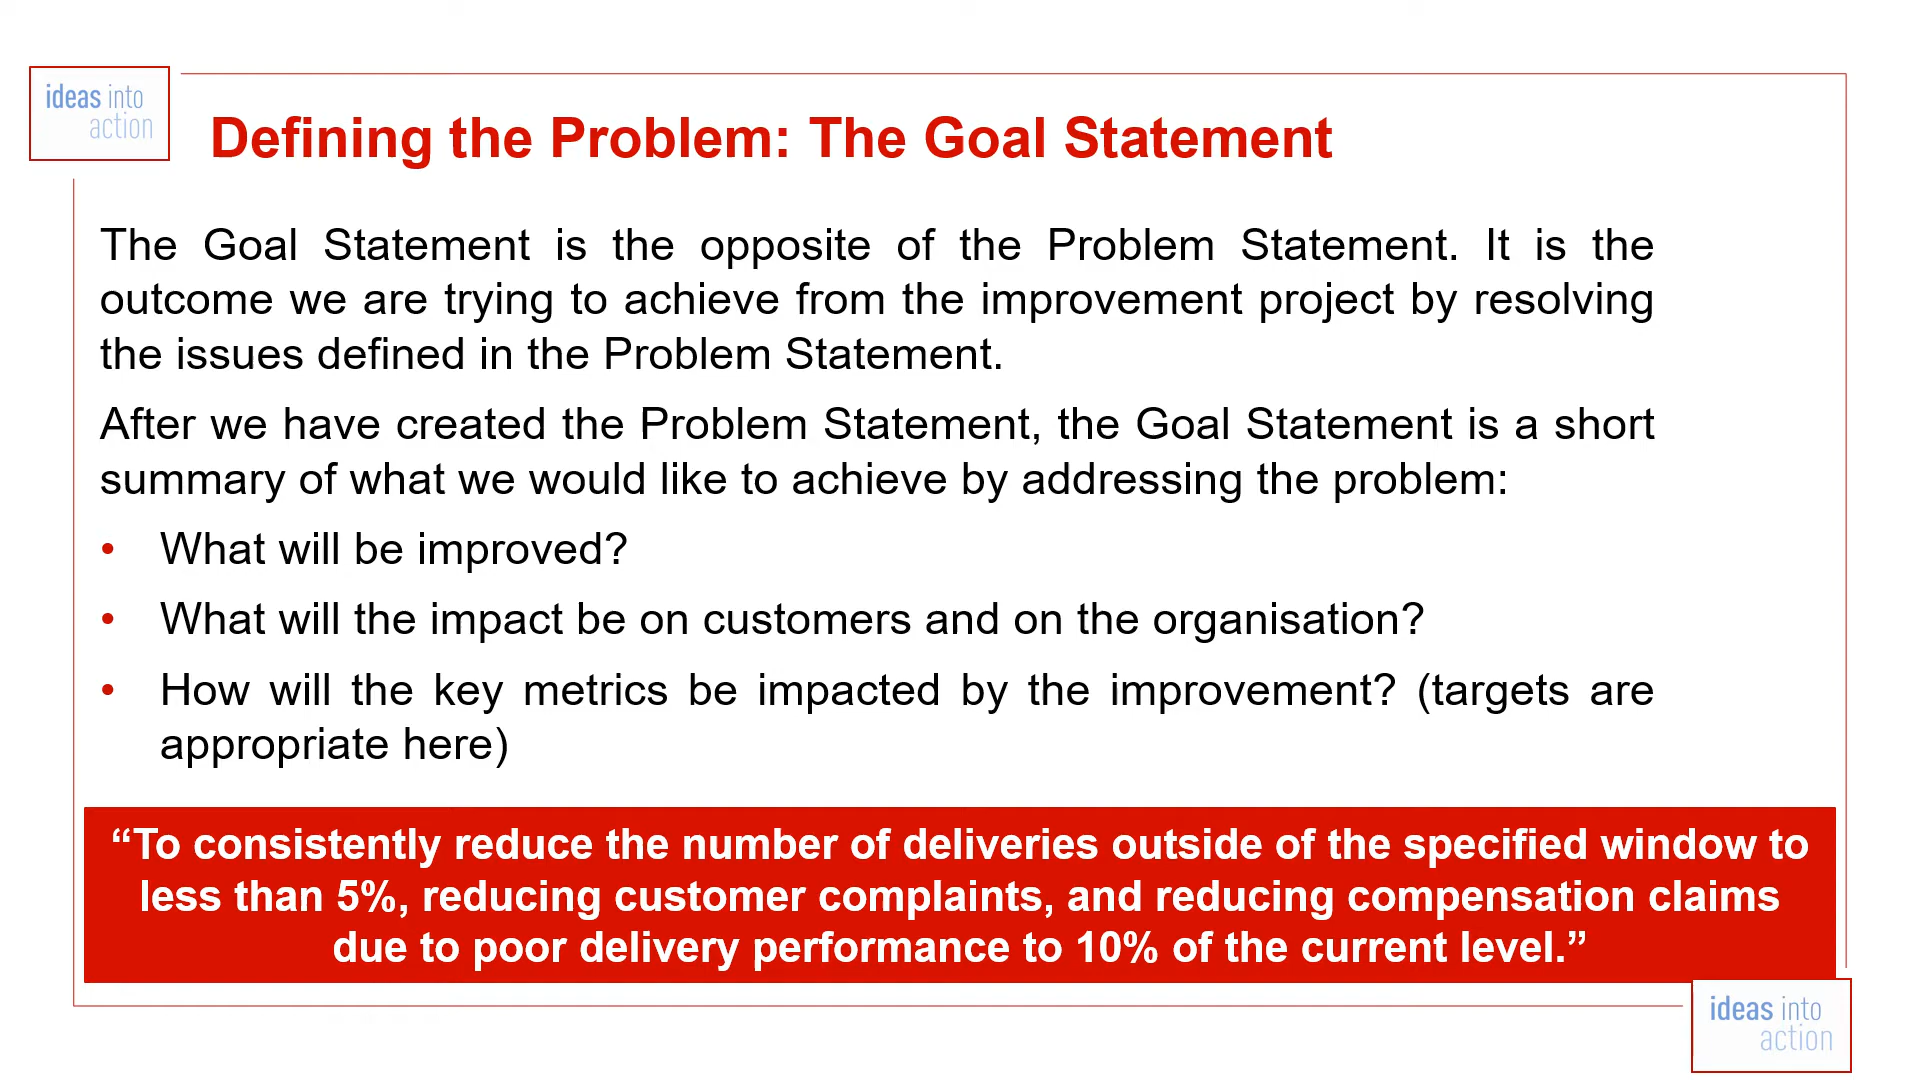 ideas into
action
Defining the Problem: The Goal Statement
The Goal Statement is the opposite of the Problem Statement. It is the
outcome we are trying to achieve from the improvement project by resolving
the issues defined in the Problem Statement.
After we have created the Problem Statement, the Goal Statement is a short
summary of what we would like to achieve by addressing the problem:
• What will be improved?
• What will the impact be on customers and on the organisation?
• How will the key metrics be impacted by the improvement? (targets are
appropriate here)
“To consistently reduce the number of deliveries outside of the specified window to
less than 5%, reducing customer complaints, and reducing compensation claims
due to poor delivery performance to 10% of the current level.”
ideas into
action